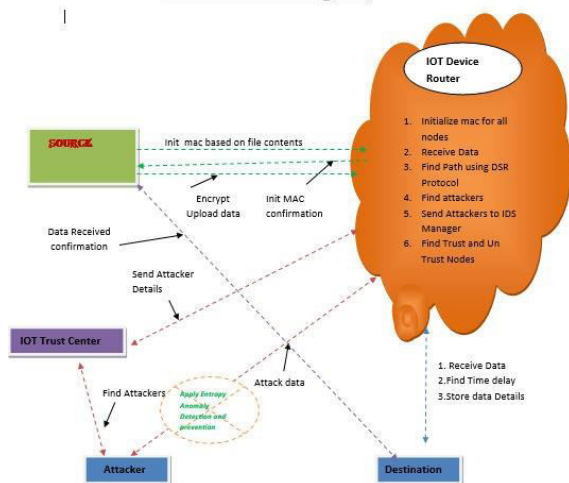 IOT Device
Router
1. Initialize mac for all
nodes
2. Receive Data
3. Find Path using DSR
Protocol
4. Find attackers
5. Send Attackers to IDS
Manager
6. Find Trust and Un
Trust Nodes
SOURCE
Init mac based on file contents
Encrypt
Upload data
Init MAC
confirmation
Data Received
confirmation
Send Attacker
Details
IOT Trust Center
Find Attackers
Apply Entropy
Anombly
Detection and
prevention
Attack data
1. Receive Data
2.Find Time delay
3.Store data Details
Attacker
Destination